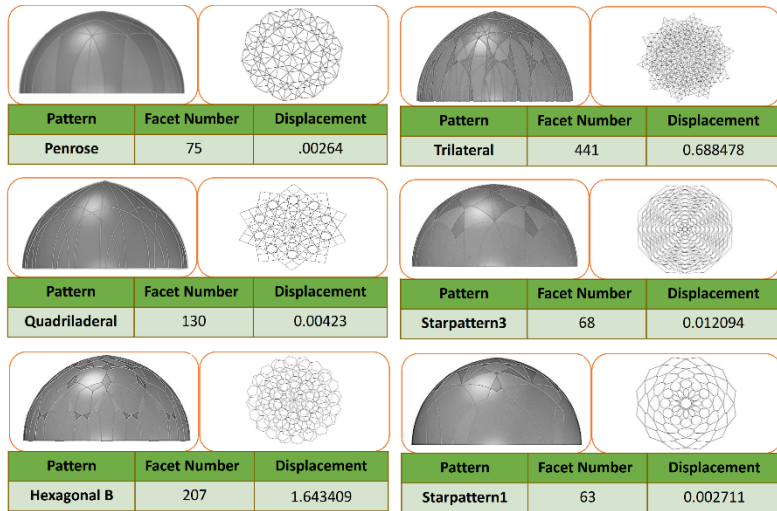 Pattern Facet Number Displacement
Penrose 75 .00264
Pattern Facet Number Displacement
Trilateral 441 0.688478
Pattern Facet Number Displacement
Quadriladeral 130 0.00423
Pattern Facet Number Displacement
Starpattern3 68 0.012094
Pattern Facet Number Displacement
Hexagonal B 207 1.643409
Pattern Facet Number Displacement
Starpattern1 63 0.002711